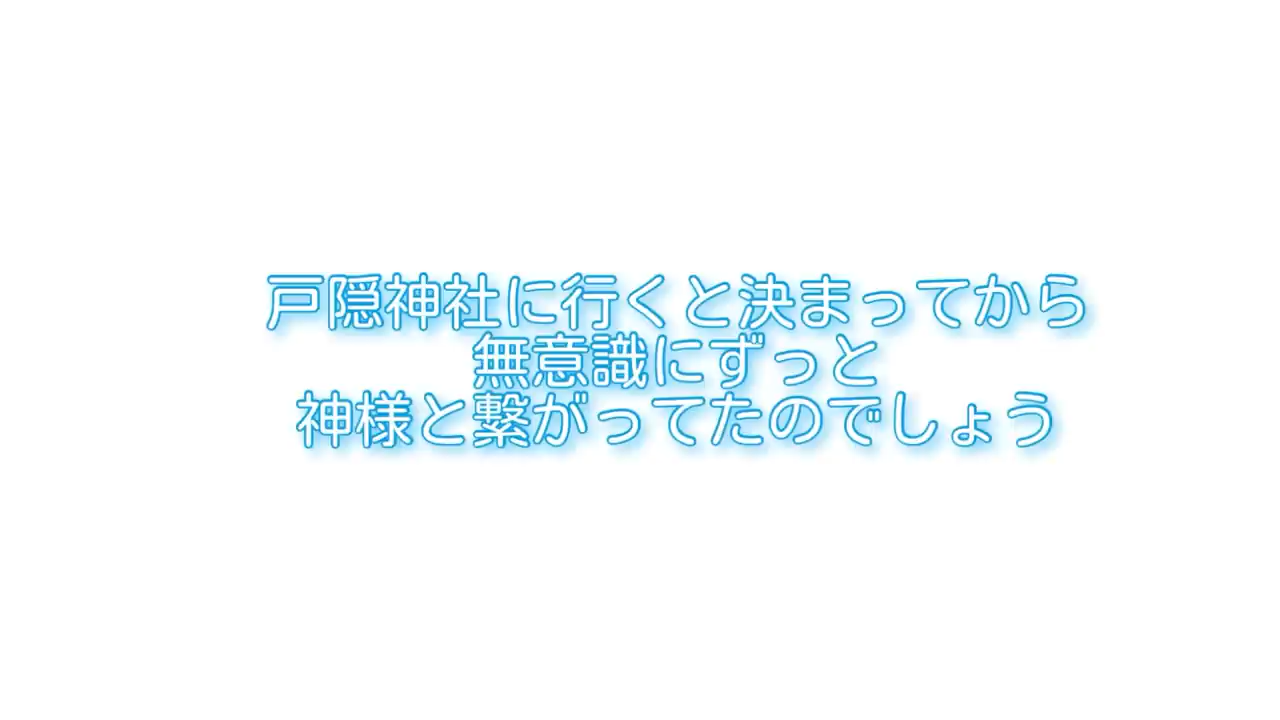 戸隠神社に行くと決まってから
無意識にずっと
神様と繋がってたのでしょう